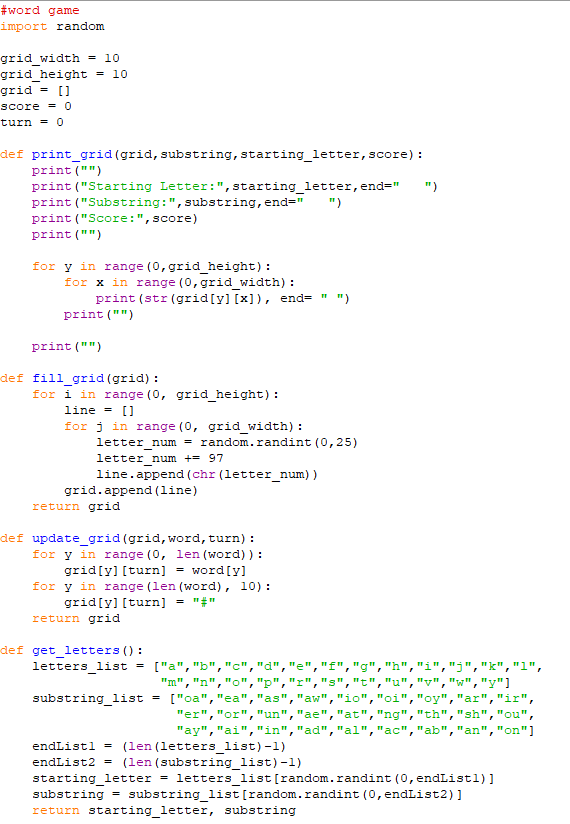 #word game
import random

grid_width = 10
grid_height = 10
grid = []
score = 0
turn = 0

def print_grid(grid,substring,starting_letter,score):
    print("")
    print("Starting Letter:",starting_letter,end="   ")
    print("Substring:",substring,end="   ")
    print("Score:",score)
    print("")

    for y in range(0,grid_height):
        for x in range(0,grid_width):
            print(str(grid[y][x]), end= " ")
        print("")

    print("")

def fill_grid(grid):
    for i in range(0, grid_height):
        line = []
        for j in range(0, grid_width):
            letter_num = random.randint(0,25)
            letter_num += 97
            line.append(chr(letter_num))
        grid.append(line)
    return grid

def update_grid(grid,word,turn):
    for y in range(0, len(word)):
        grid[y][turn] = word[y]
    for y in range(len(word), 10):
        grid[y][turn] = "#"
    return grid

def get_letters():
    letters_list = ["a","b","c","d","e","f","g","h","i","j","k","l",
                    "m","n","o","p","r","s","t","u","v","w","y"]
    substring_list = ["oa","ea","as","aw","io","oi","oy","ar","ir",
                      "er","or","un","ae","at","ng","th","sh","ou",
                      "ay","ai","in","ad","al","ac","ab","an","on"]
    endList1 = (len(letters_list)-1)
    endList2 = (len(substring_list)-1)
    starting_letter = letters_list[random.randint(0,endList1)]
    substring = substring_list[random.randint(0,endList2)]
    return starting_letter, substring